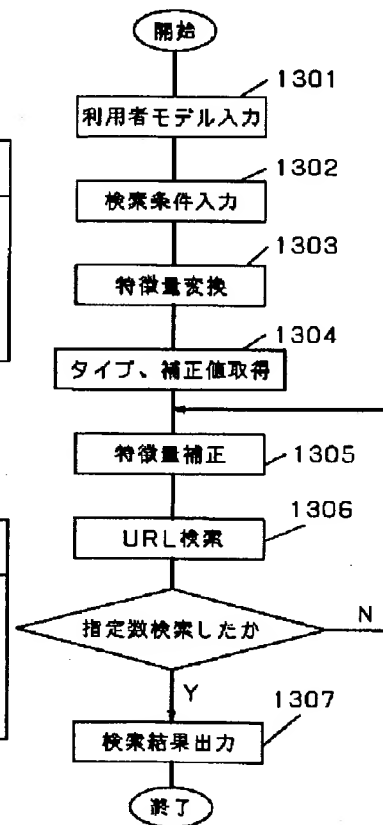 開始
1301
利用者モデル入力
1302
検索条件入力
1303
特徴量変換
1304
タイプ、補正値取得
特徴量補正
1305
1306
URL検索
指定数検索したか
N
Y
1307
検索結果出力
終了